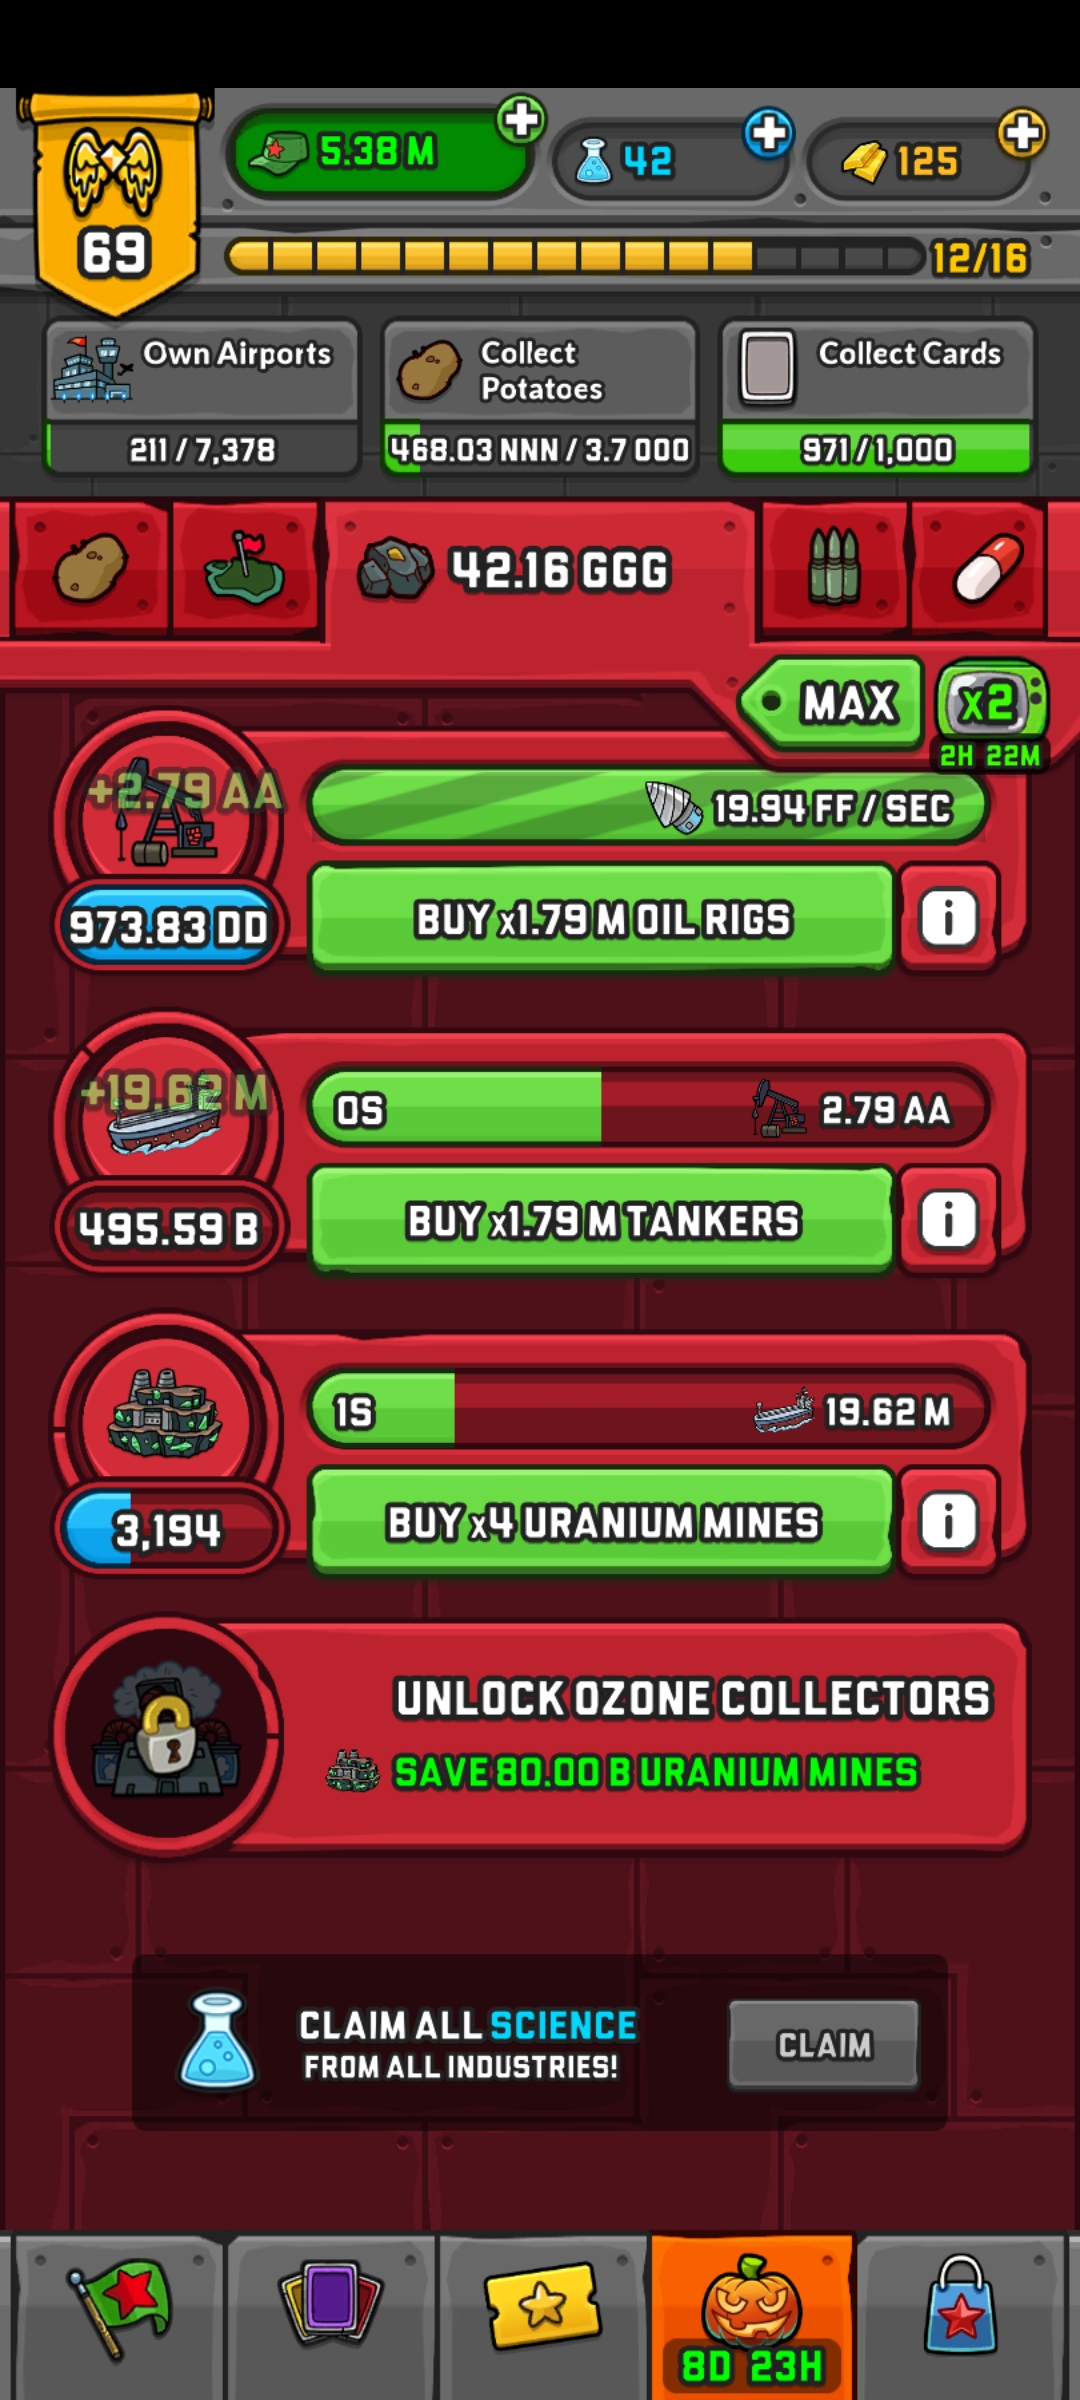 69
5.38 M
42
125
12/16
Own Airports
211 / 7,378
Collect
Potatoes
468.03 NNN / 3.7 OOO
Collect Cards
971 / 1,000
42.16 GGG
MAX
x2
2H 22M
+2.79 AA
19.94 FF / SEC
973.83 DD
BUY x1.79 M OIL RIGS
i
+19.62 M
0S
2.79 AA
495.59 B
BUY x1.79 M TANKERS
i
1S
19.62 M
3,194
BUY x4 URANIUM MINES
i
UNLOCK OZONE COLLECTORS
SAVE 80.00 B URANIUM MINES
CLAIM ALL SCIENCE
FROM ALL INDUSTRIES!
CLAIM
8D 23H